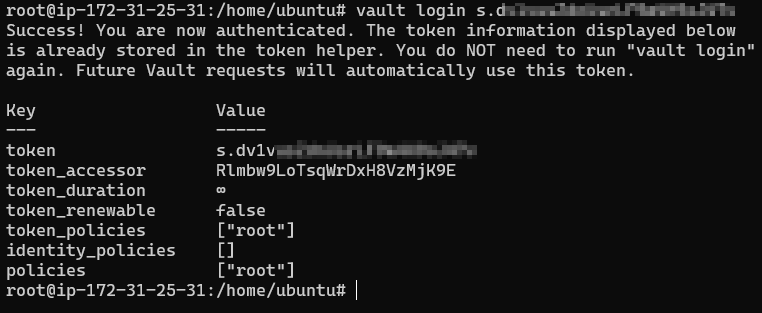 root@ip-172-31-25-31:/home/ubuntu# vault login
Success! You are now authenticated. The token information displayed below
is already stored in the token helper. You do NOT need to run "vault login"
again. Future Vault requests will automatically use this token.
Key Value
--- -----
token
token_accessor Rlmbw9LoTsqWrDxH8VzMjK9E
token_duration ∞
token_renewable false
token_policies ["root"]
identity_policies []
policies ["root"]
root@ip-172-31-25-31:/home/ubuntu#